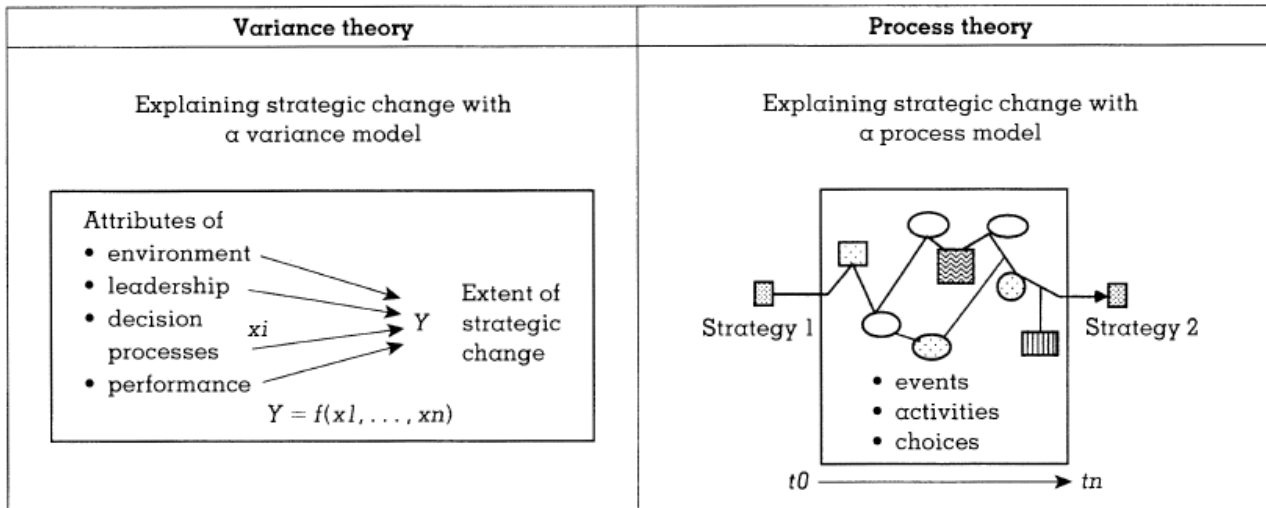 Variance theory
Explaining strategic change with
a variance model
Attributes of
• environment
• leadership
• decision
processes
• performance
xi
Y
Extent of
strategic
change
Y = f(x1, . . . , xn)
Process theory
Explaining strategic change with
a process model
Strategy 1
Strategy 2
• events
• activities
• choices
t0
tn